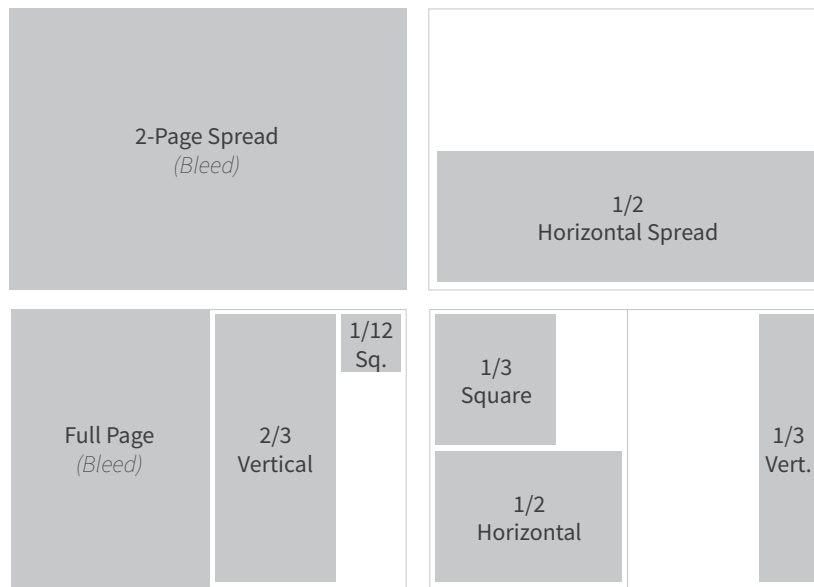 2-Page Spread
(Bleed)
1/2
Horizontal Spread
Full Page
(Bleed)
2/3
Vertical
1/12
Sq.
1/3
Square
1/2
Horizontal
1/3
Vert.